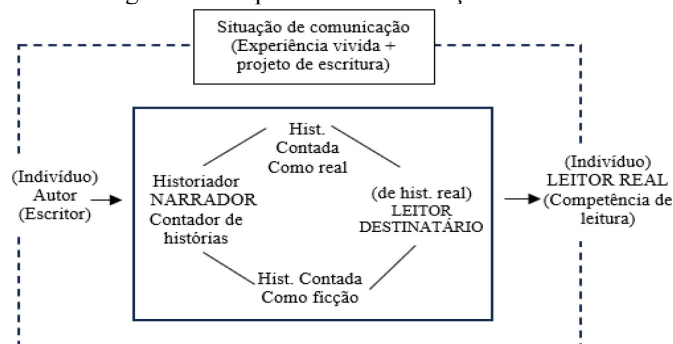 Situação de comunicação
(Experiência vivida +
projeto de escritura)
(Indivíduo)
Autor
(Escritor)
Hist.
Contada
Como real
Historiador
NARRADOR
Contador de
histórias
(de hist. real)
LEITOR
DESTINATÁRIO
Hist. Contada
Como ficção
(Indivíduo)
LEITOR REAL
(Competência de
leitura)